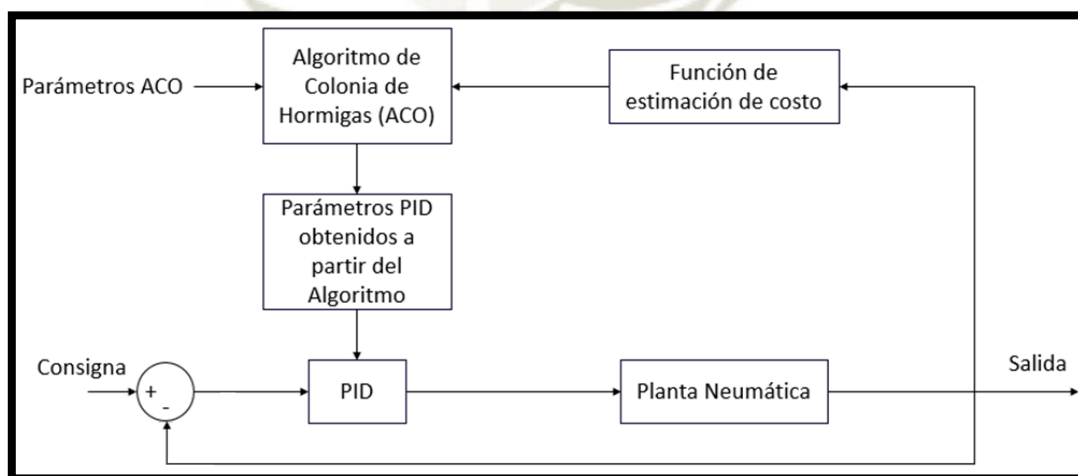 Parámetros ACO
Algoritmo de
Colonia de
Hormigas (ACO)
Función de
estimación de costo
Parámetros PID
obtenidos a
partir del
Algoritmo
Consigna
+
-
PID
Planta Neumática
Salida